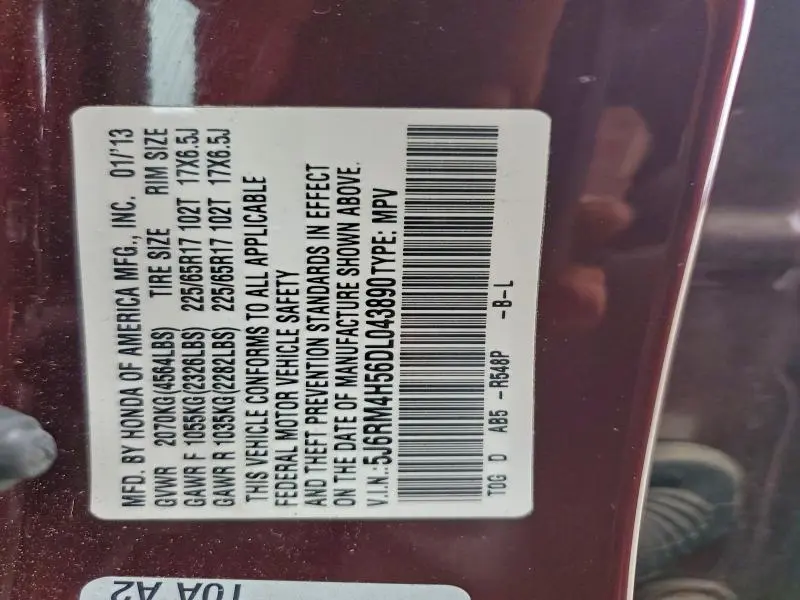 MFD. BY HONDA OF AMERICA MFG., INC. 01/'13
GVWR 2070KG(4564LBS) TIRE SIZE RIM SIZE
GAWR F 1055KG(2326LBS) 225/65R17 102T 17X6.5J
GAWR R 1035KG(2282LBS) 225/65R17 102T 17X6.5J
THIS VEHICLE CONFORMS TO ALL APPLICABLE
FEDERAL MOTOR VEHICLE SAFETY
AND THEFT PREVENTION STANDARDS IN EFFECT
ON THE DATE OF MANUFACTURE SHOWN ABOVE.
V.I.N.:5J6RM4H56DL043890TYPE: MPV
T0G D AB5 -R548P -B-L
T0A A2